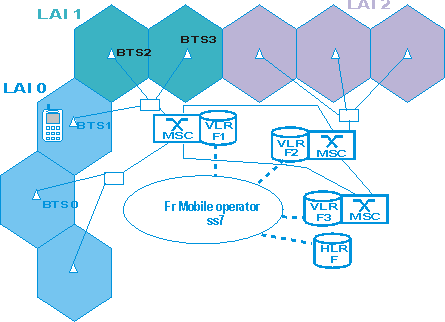 LAI 1
LAI 2
BTS2
BTS3
LAI 0
BTS1
MSC
VLR
F1
VLR
F2
MSC
BTS0
Fr Mobile operator
ss7
VLR
F3
MSC
HLR
F